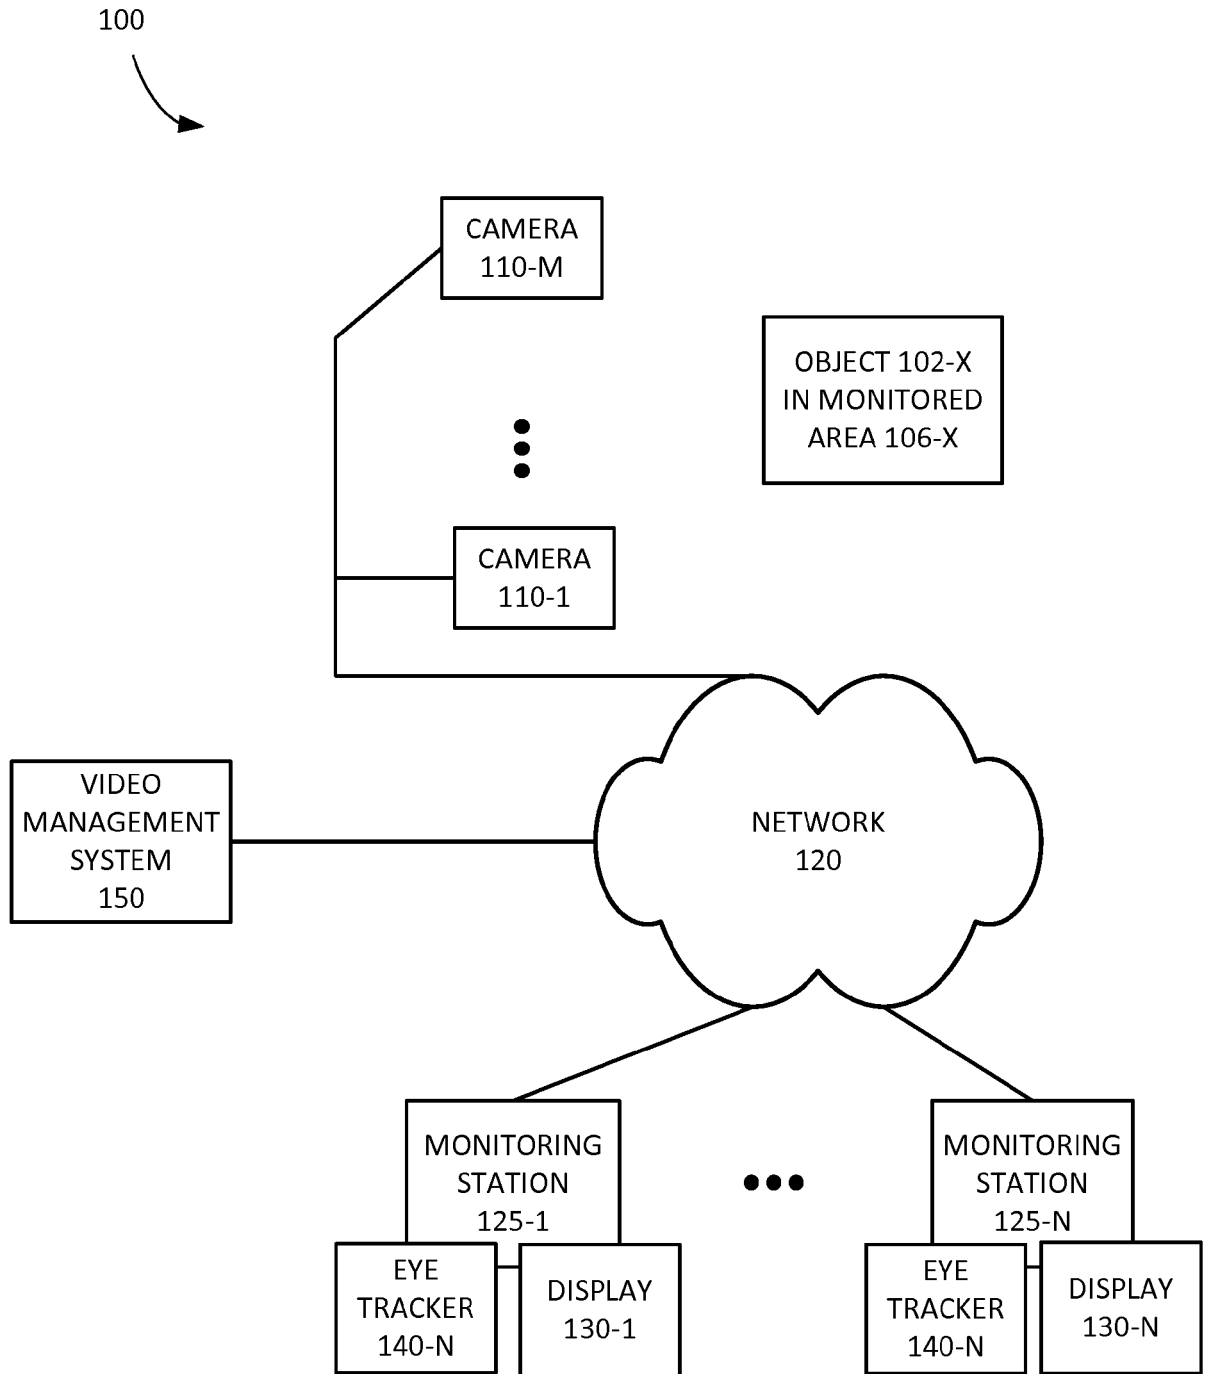 100
CAMERA
110-M
OBJECT 102-X
IN MONITORED
AREA 106-X
CAMERA
110-1
VIDEO
MANAGEMENT
SYSTEM
150
NETWORK
120
MONITORING
STATION
125-1
EYE
TRACKER
140-N
DISPLAY
130-1
MONITORING
STATION
125-N
EYE
TRACKER
140-N
DISPLAY
130-N